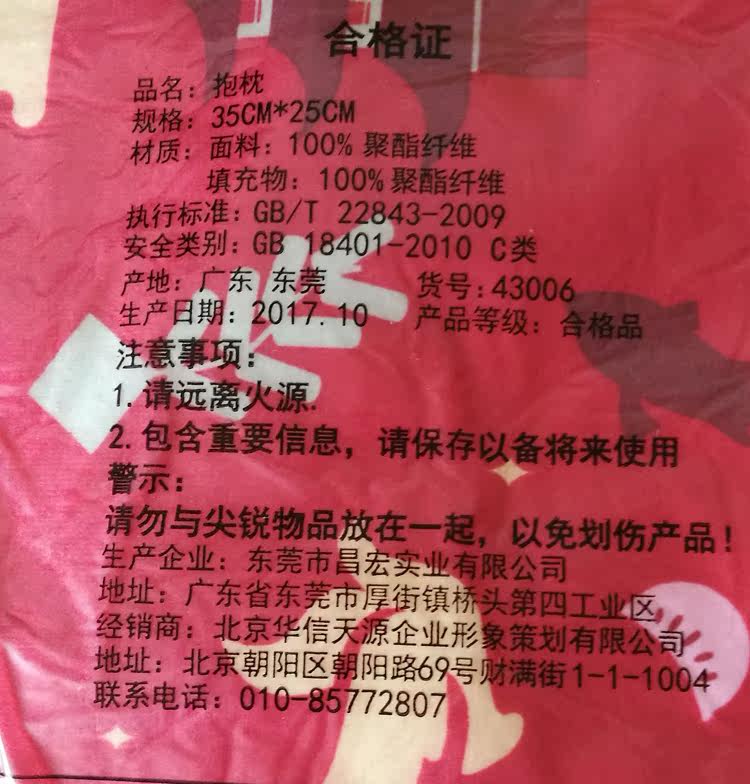 合格证
品名：抱枕
规格：35CM*25CM
材质：面料：100% 聚酯纤维
填充物：100% 聚酯纤维
执行标准：GB/T 22843-2009
安全类别：GB 18401-2010 C类
产地：广东 东莞 货号：43006
生产日期：2017.10 产品等级：合格品
注意事项：
1.请远离火源.
2.包含重要信息，请保存以备将来使用
警示：
请勿与尖锐物品放在一起，以免划伤产品！
生产企业：东莞市昌宏实业有限公司
地址：广东省东莞市厚街镇桥头第四工业区
经销商：北京华信天源企业形象策划有限公司
地址：北京朝阳区朝阳路69号财满街1-1-1004
联系电话：010-85772807